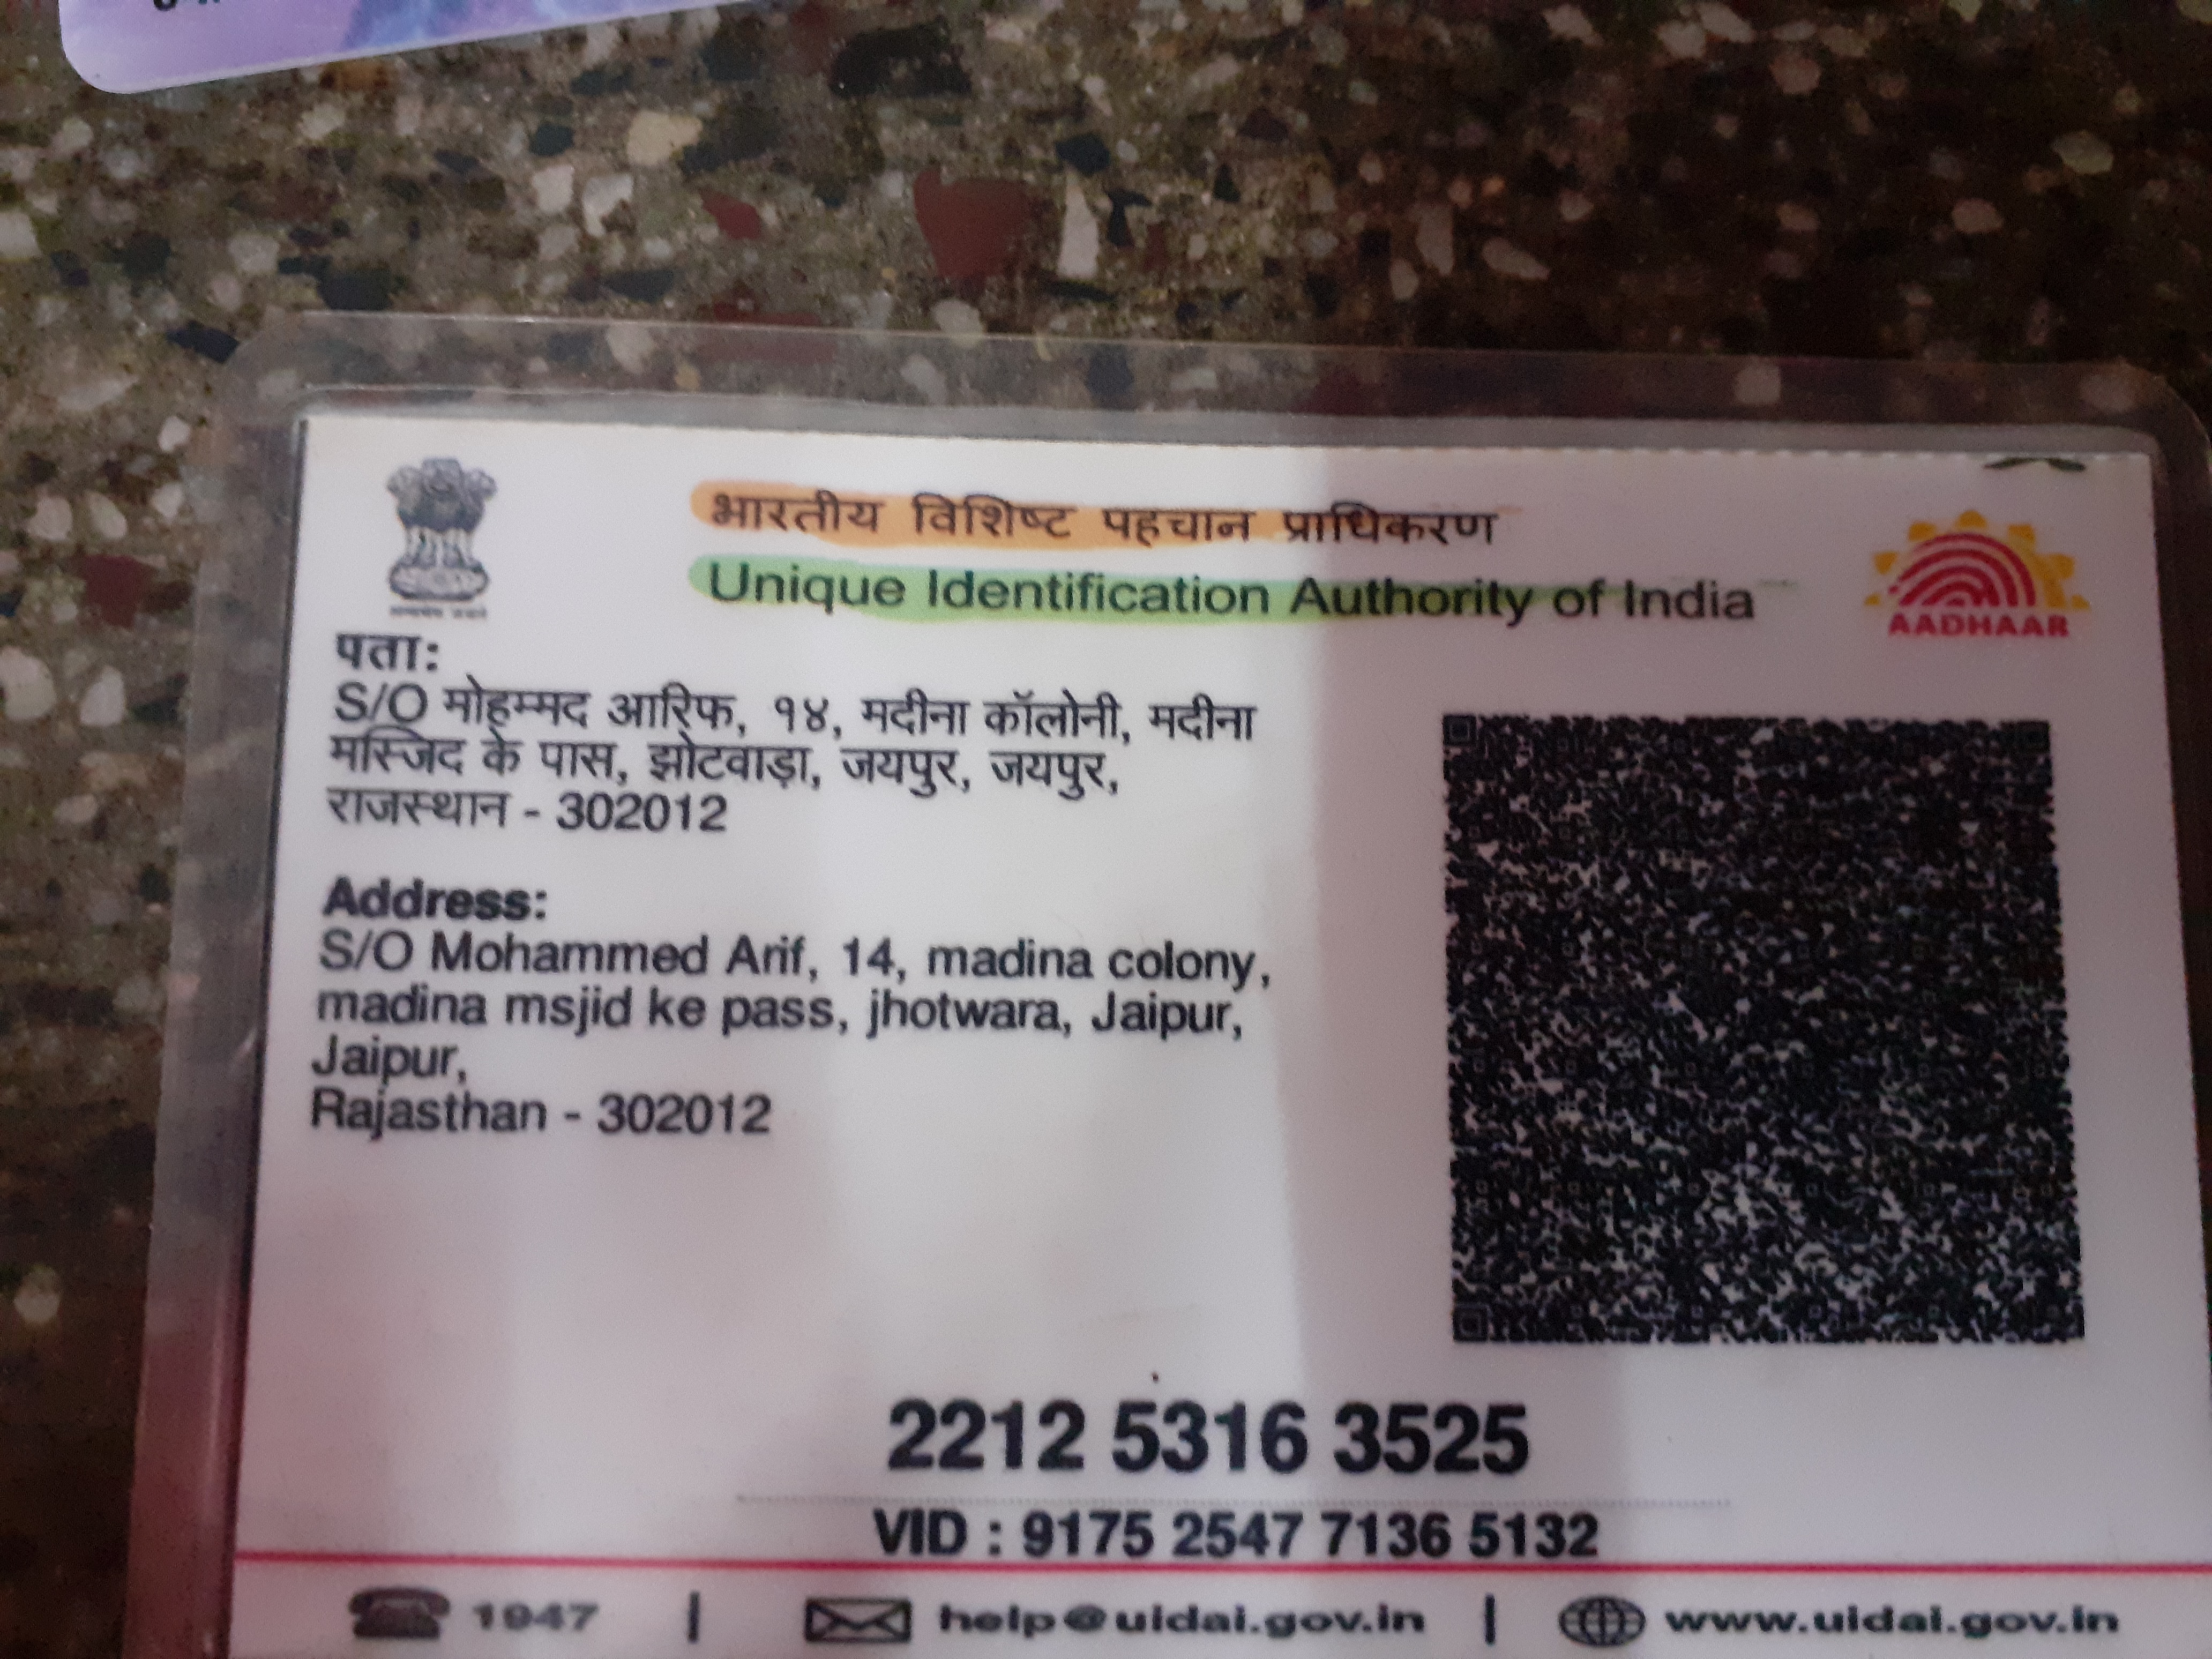 भारतीय विशिष्ट पहचान प्राधिकरण
Unique Identification Authority of India
AADHAAR
पता:
S/O मोहम्मद आरिफ, १४, मदीना कॉलोनी, मदीना
मस्जिद के पास, झोटवाड़ा, जयपुर, जयपुर,
राजस्थान - 302012
Address:
S/O Mohammed Arif, 14, madina colony,
madina msjid ke pass, jhotwara, Jaipur,
Jaipur,
Rajasthan - 302012
2212 5316 3525
VID : 9175 2547 7136 5132
1947 | help@uidai.gov.in | www.uidai.gov.in